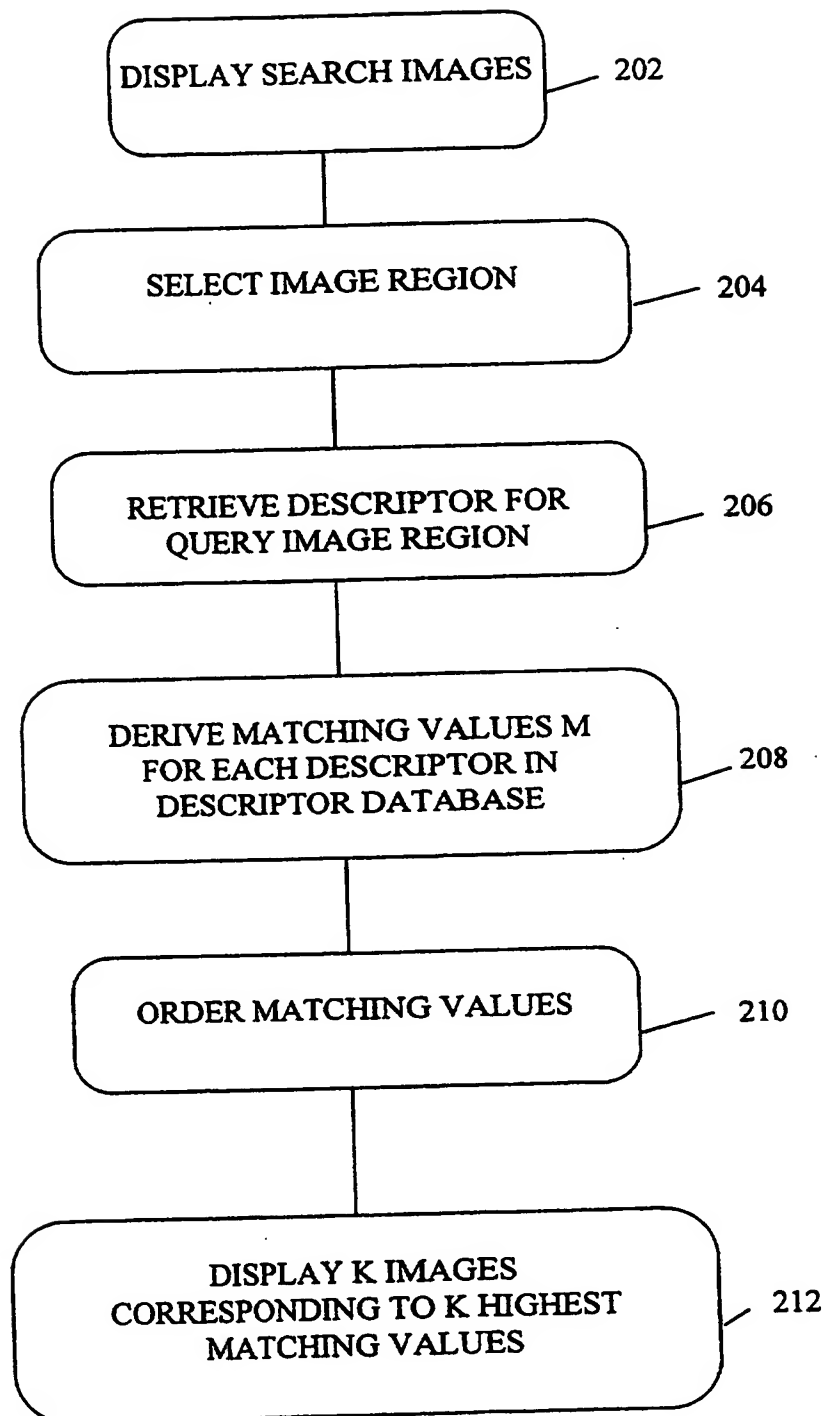 DISPLAY SEARCH IMAGES
202
SELECT IMAGE REGION
204
RETRIEVE DESCRIPTOR FOR
QUERY IMAGE REGION
206
DERIVE MATCHING VALUES M
FOR EACH DESCRIPTOR IN
DESCRIPTOR DATABASE
208
ORDER MATCHING VALUES
210
DISPLAY K IMAGES
CORRESPONDING TO K HIGHEST
MATCHING VALUES
212